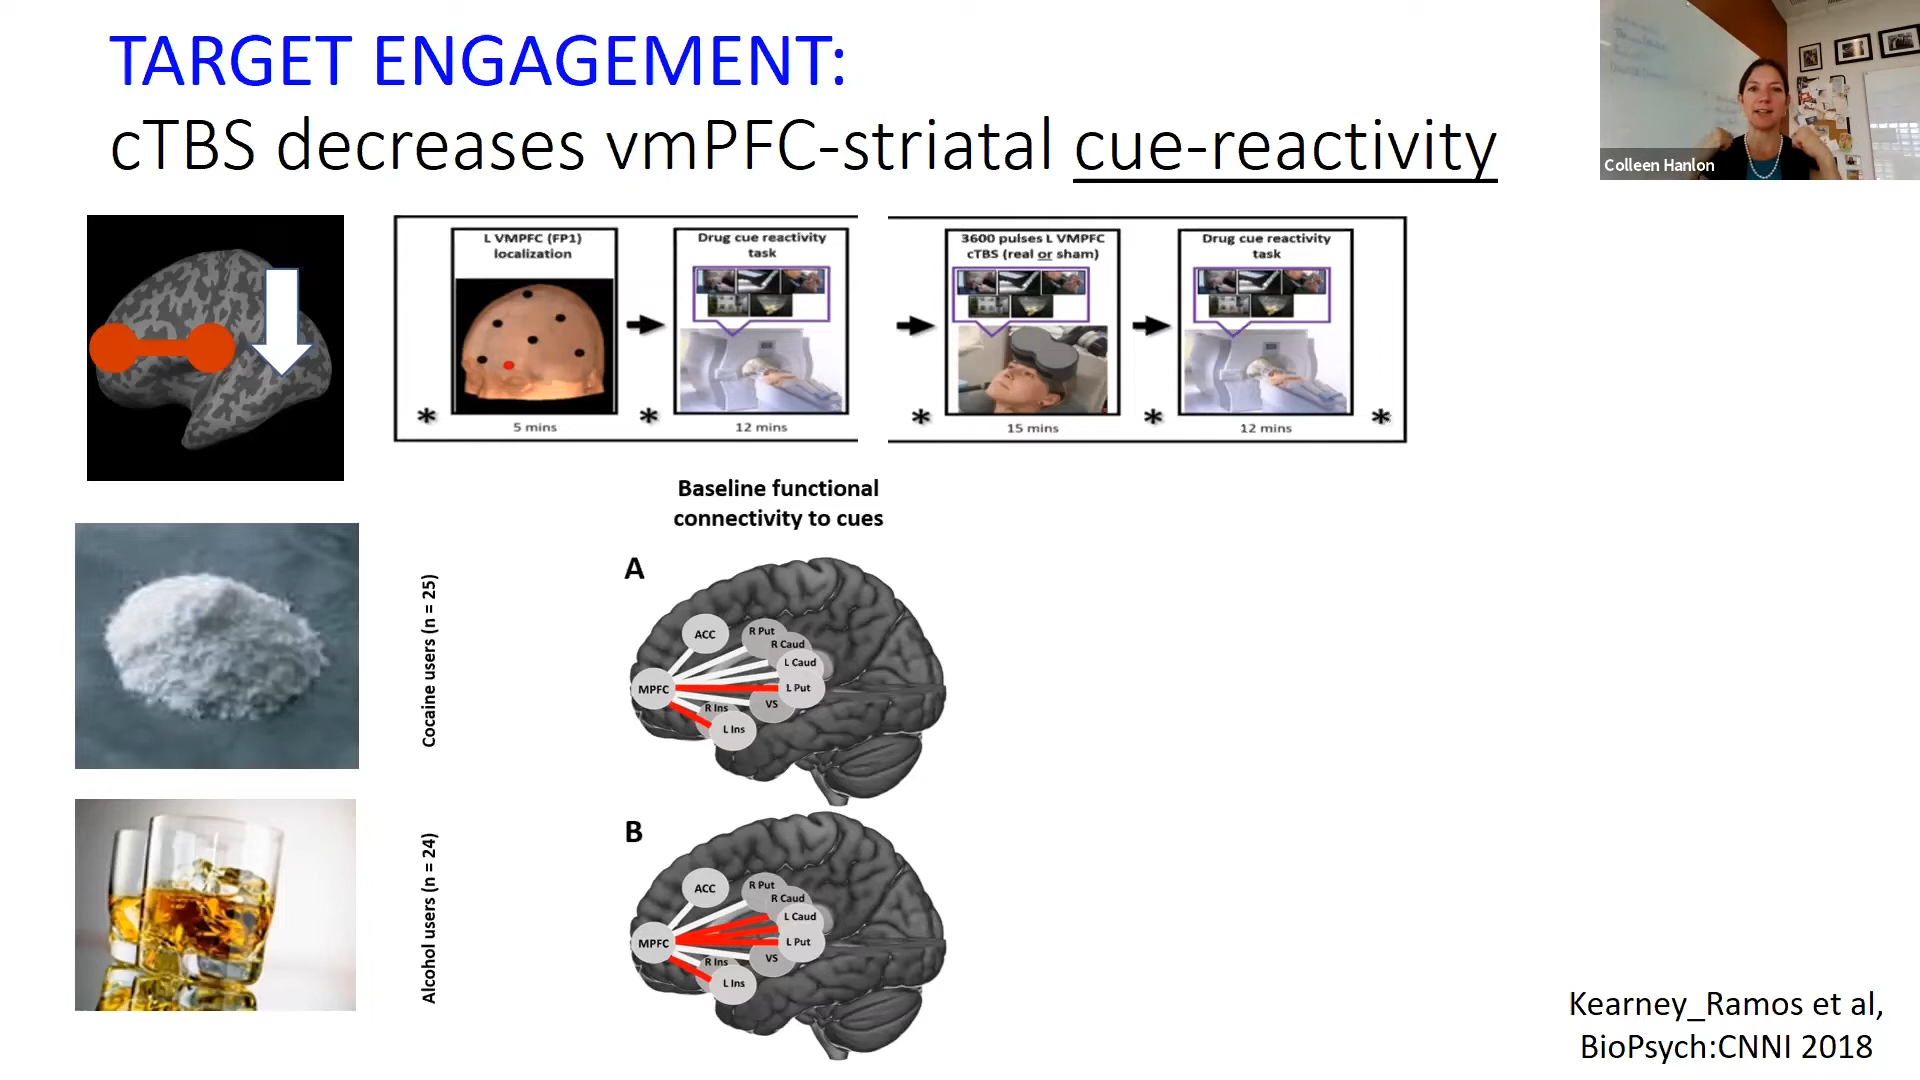 TARGET ENGAGEMENT:
cTBS decreases vmPFC-striatal cue-reactivity
Colleen Hanlon
L VMPFC (FP1)
localization
*
5 mins
Drug cue reactivity
task
*
12 mins
3600 pulses L VMPFC
cTBS (real or sham)
*
15 mins
Drug cue reactivity
task
*
12 mins
*
Baseline functional
connectivity to cues
Cocaine users (n = 25)
A
ACC
R Put
R Caud
L Caud
MPFC
L Put
VS
R Ins
L Ins
Alcohol users (n = 24)
B
ACC
R Put
R Caud
L Caud
MPFC
L Put
VS
R Ins
L Ins
Kearney_Ramos et al,
BioPsych:CNNI 2018